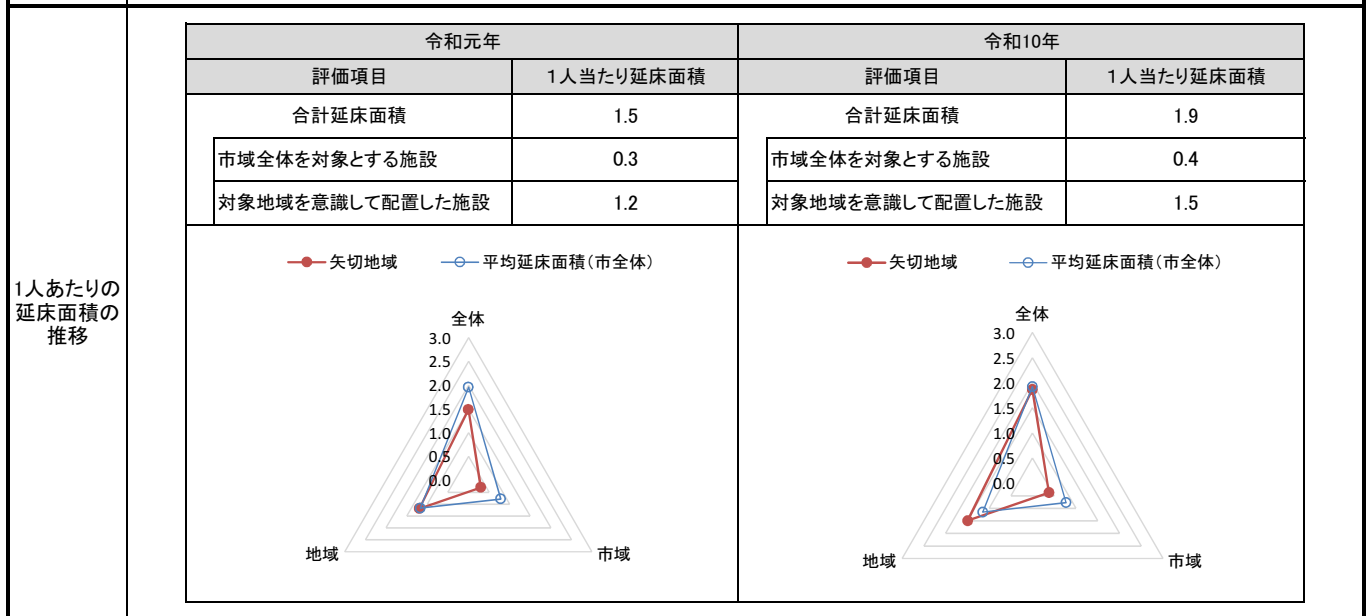 1人あたりの
延床面積の
推移
令和元年
令和10年
評価項目
1人当たり延床面積
評価項目
1人当たり延床面積
合計延床面積
1.5
合計延床面積
1.9
市域全体を対象とする施設
0.3
市域全体を対象とする施設
0.4
対象地域を意識して配置した施設
1.2
対象地域を意識して配置した施設
1.5
矢切地域
平均延床面積(市全体)
全体
3.0
2.5
2.0
1.5
1.0
0.5
0.0
地域
市域
矢切地域
平均延床面積(市全体)
全体
3.0
2.5
2.0
1.5
1.0
0.5
0.0
地域
市域